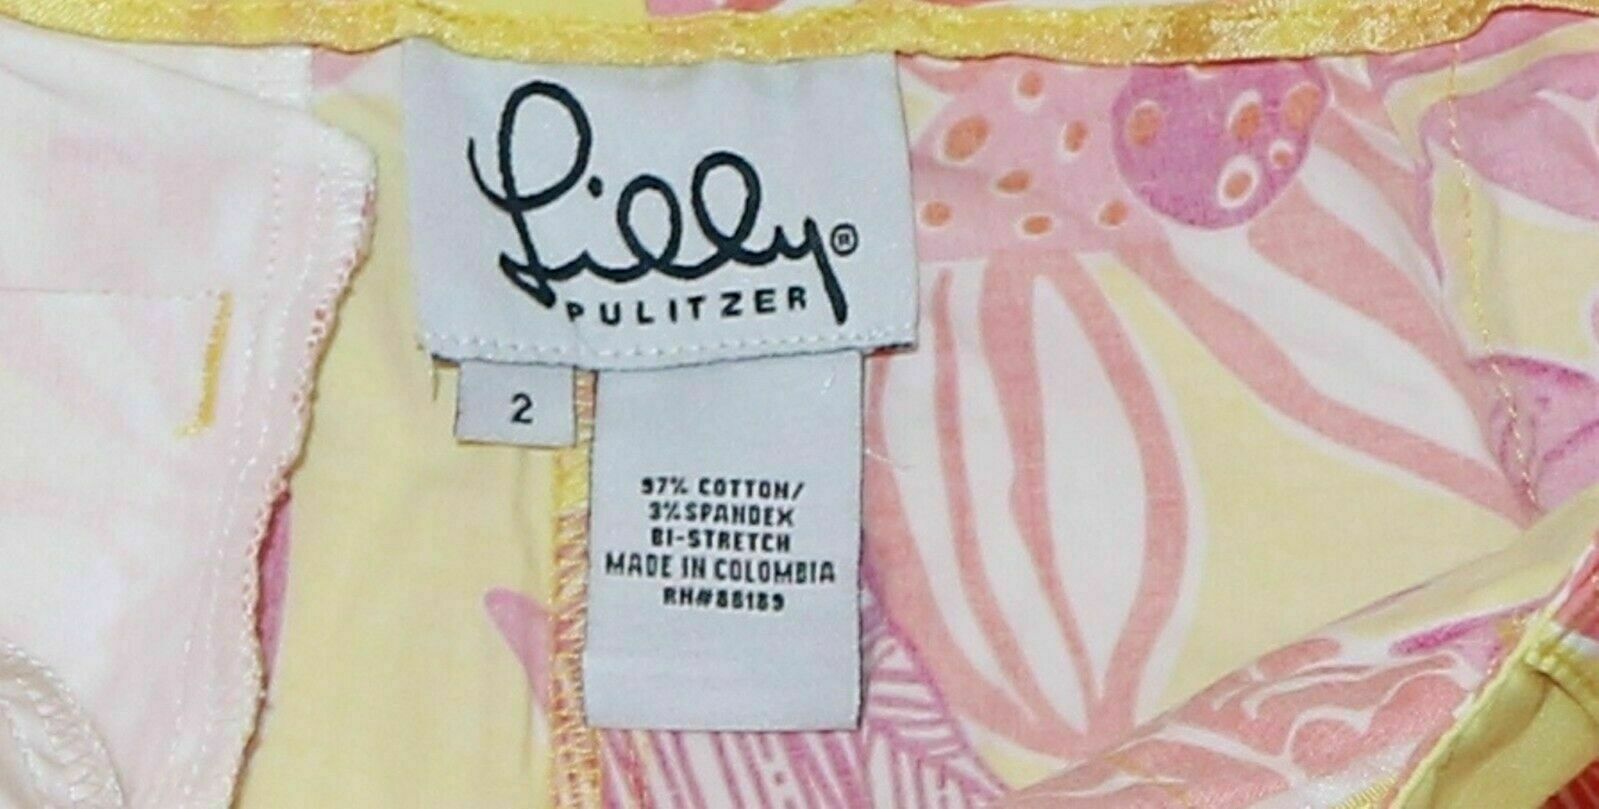 Lilly®
PULITZER
2
97% COTTON/
3% SPANDEX
BI-STRETCH
MADE IN COLOMBIA
RN#88189